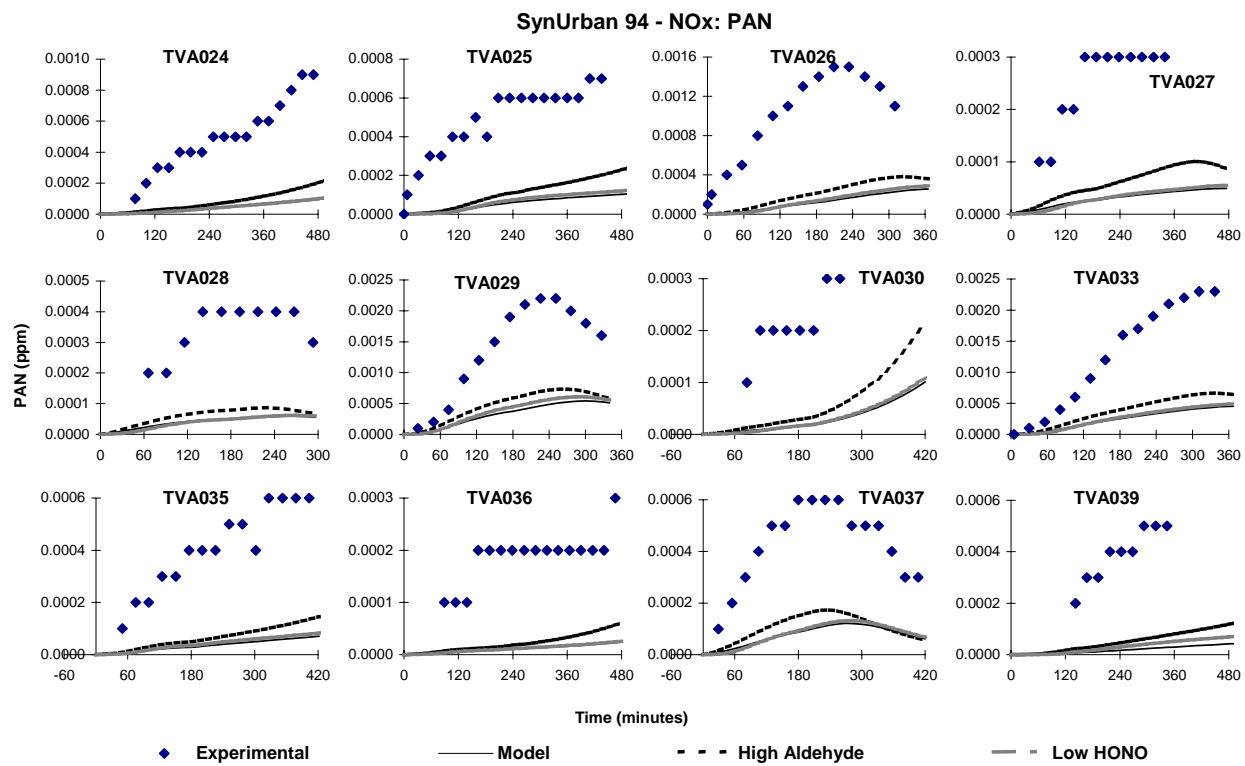 SynUrban 94 - NOx: PAN
TVA024
0.0010
0.0008
0.0006
0.0004
0.0002
0.0000
0 120 240 360 480
TVA025
0.0008
0.0006
0.0004
0.0002
0.0000
0 120 240 360 480
TVA026
0.0016
0.0012
0.0008
0.0004
0.0000
0 60 120 180 240 300 360
TVA027
0.0003
0.0002
0.0001
0.0000
0 120 240 360 480
PAN (ppm)
TVA028
0.0005
0.0004
0.0003
0.0002
0.0001
0.0000
0 60 120 180 240 300
TVA029
0.0025
0.0020
0.0015
0.0010
0.0005
0.0000
0 60 120 180 240 300 360
TVA030
0.0003
0.0002
0.0001
0.0000
-60 60 180 300 420
TVA033
0.0025
0.0020
0.0015
0.0010
0.0005
0.0000
0 60 120 180 240 300 360
TVA035
0.0006
0.0004
0.0002
0.0000
-60 60 180 300 420
TVA036
0.0003
0.0002
0.0001
0.0000
0 120 240 360 480
TVA037
0.0006
0.0004
0.0002
0.0000
-60 60 180 300 420
TVA039
0.0006
0.0004
0.0002
0.0000
0 120 240 360 480
Time (minutes)
Experimental Model High Aldehyde Low HONO